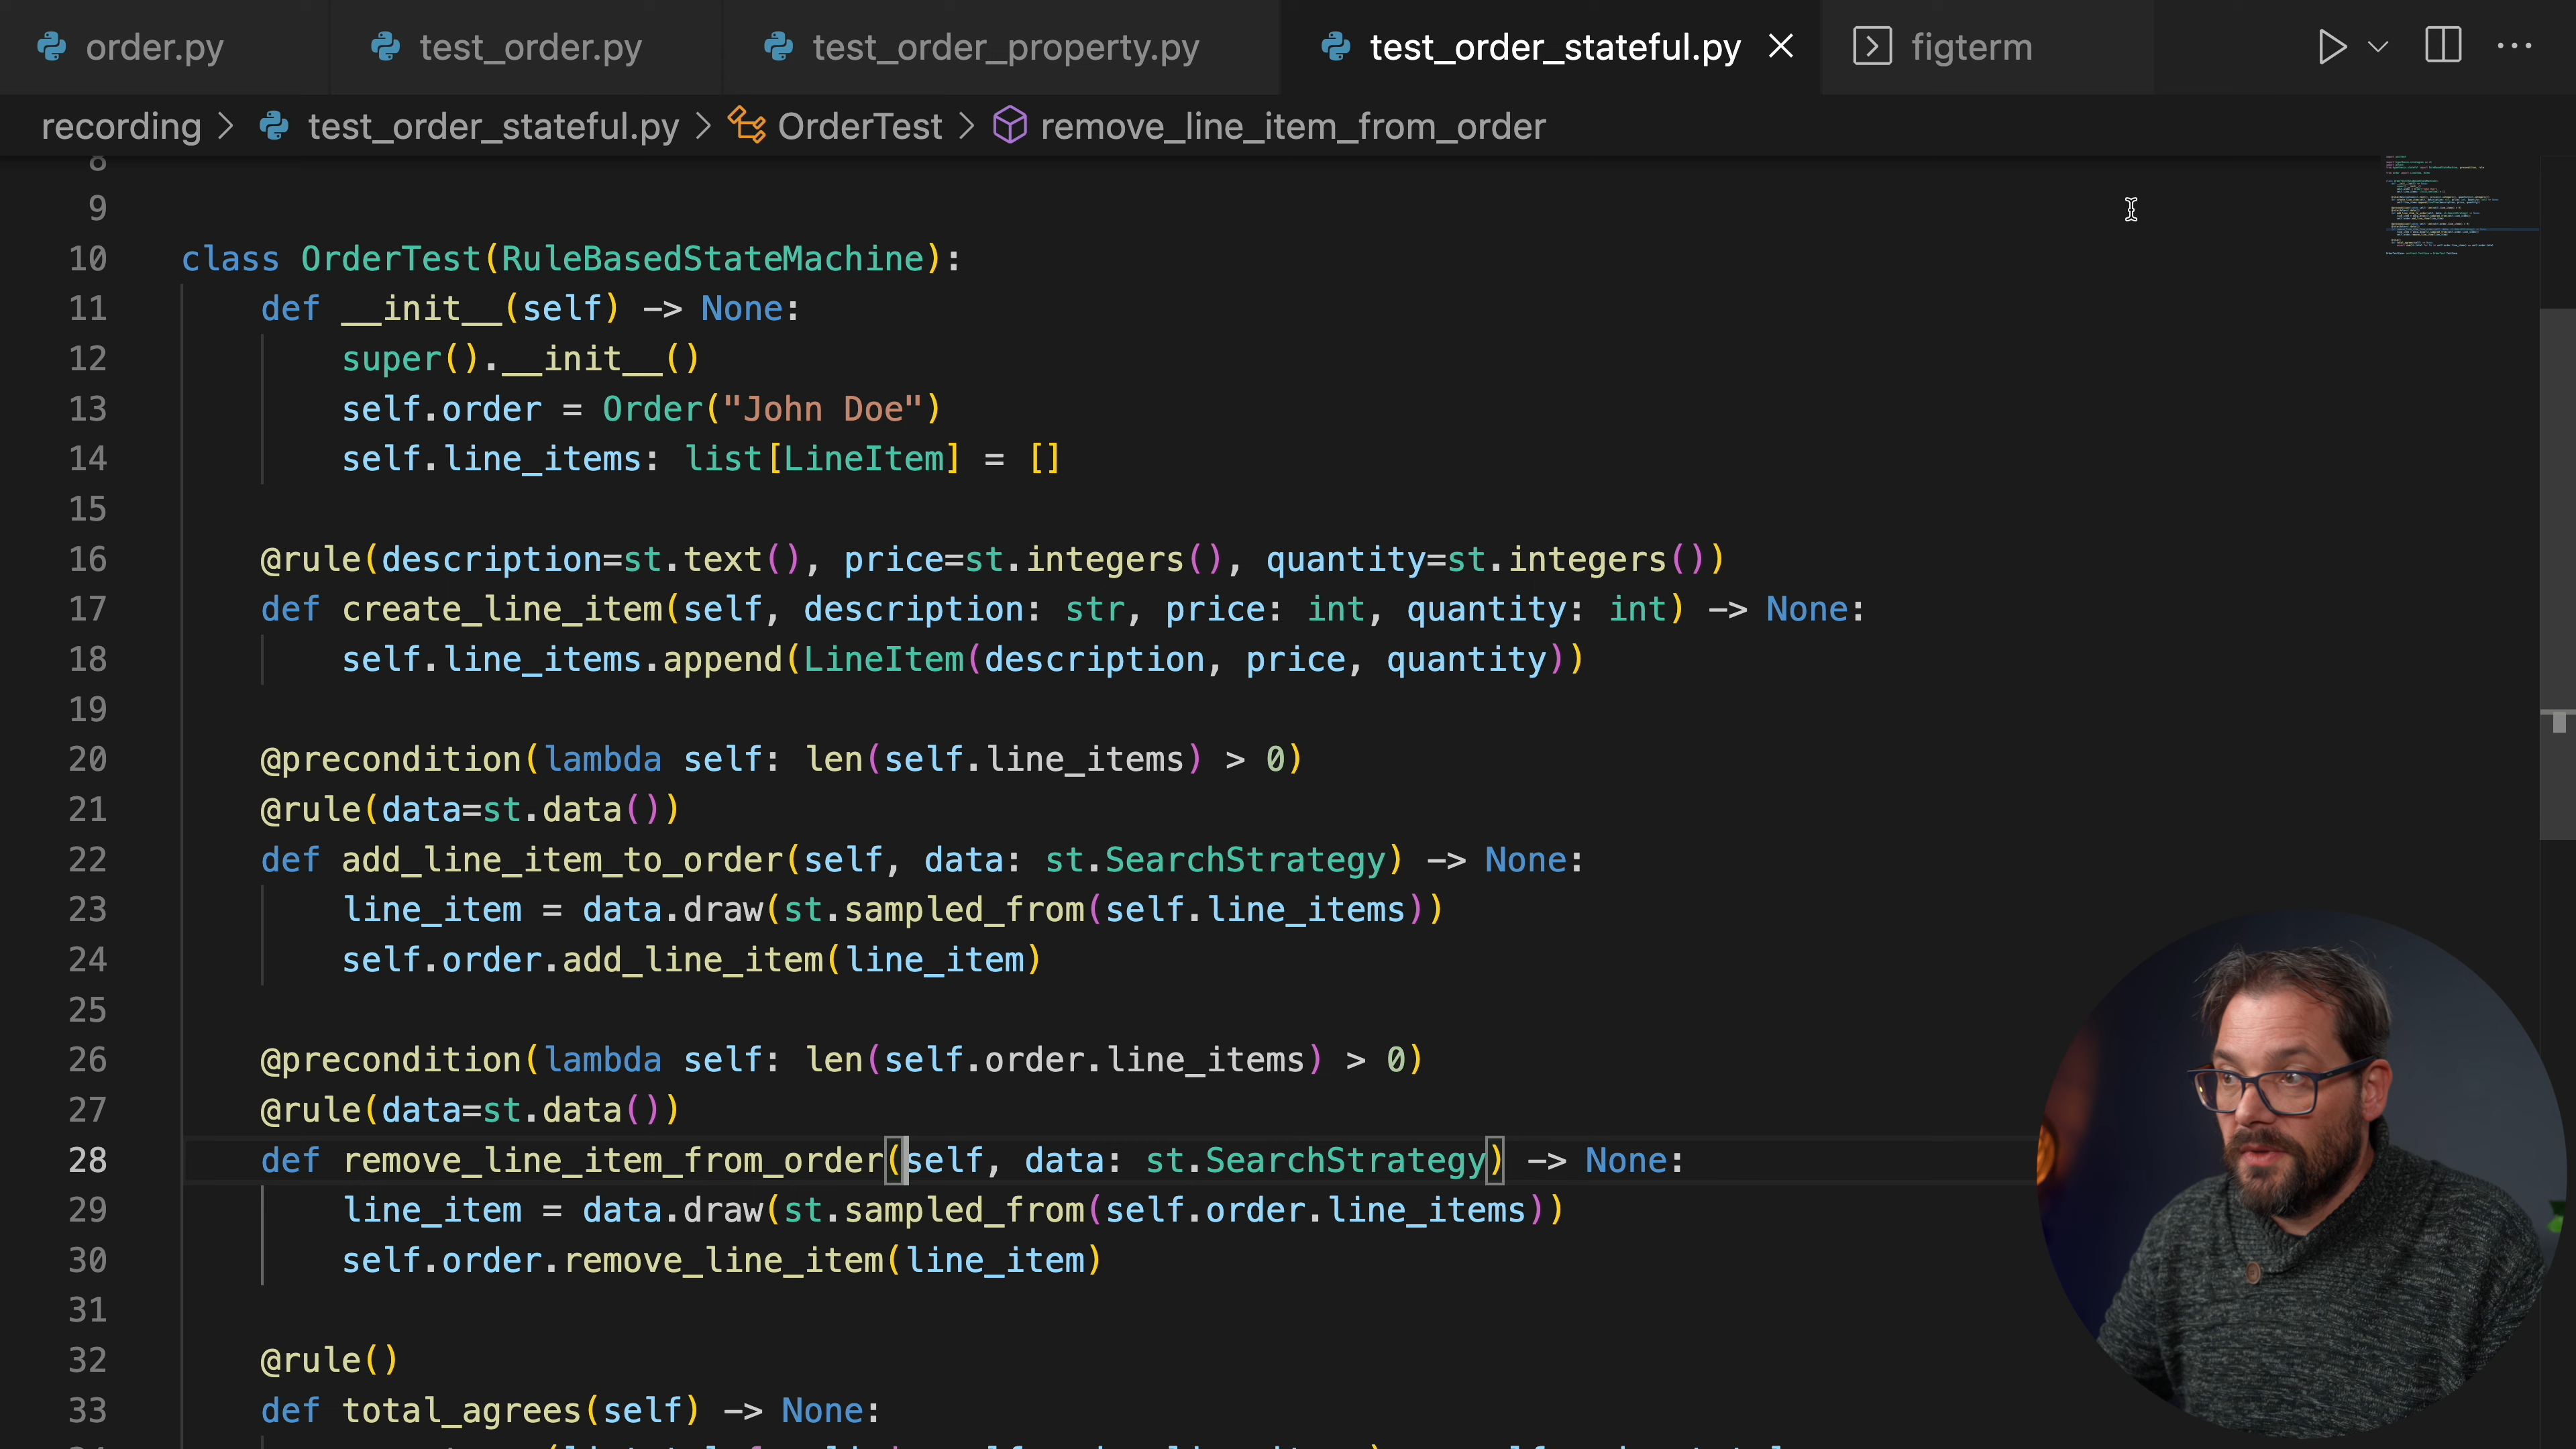 order.py test_order.py test_order_property.py test_order_stateful.py figterm
recording > test_order_stateful.py > OrderTest > remove_line_item_from_order
8
9
10 class OrderTest(RuleBasedStateMachine):
11 def __init__(self) -> None:
12 super().__init__()
13 self.order = Order("John Doe")
14 self.line_items: list[LineItem] = []
15
16 @rule(description=st.text(), price=st.integers(), quantity=st.integers())
17 def create_line_item(self, description: str, price: int, quantity: int) -> None:
18 self.line_items.append(LineItem(description, price, quantity))
19
20 @precondition(lambda self: len(self.line_items) > 0)
21 @rule(data=st.data())
22 def add_line_item_to_order(self, data: st.SearchStrategy) -> None:
23 line_item = data.draw(st.sampled_from(self.line_items))
24 self.order.add_line_item(line_item)
25
26 @precondition(lambda self: len(self.order.line_items) > 0)
27 @rule(data=st.data())
28 def remove_line_item_from_order(self, data: st.SearchStrategy) -> None:
29 line_item = data.draw(st.sampled_from(self.order.line_items))
30 self.order.remove_line_item(line_item)
31
32 @rule()
33 def total_agrees(self) -> None: